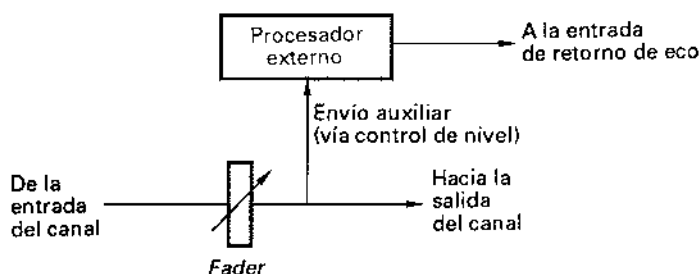 Procesador
externo
A la entrada
de retorno de eco
Envío auxiliar
(vía control de nivel)
De la
entrada
del canal
Hacia la
salida
del canal
Fader